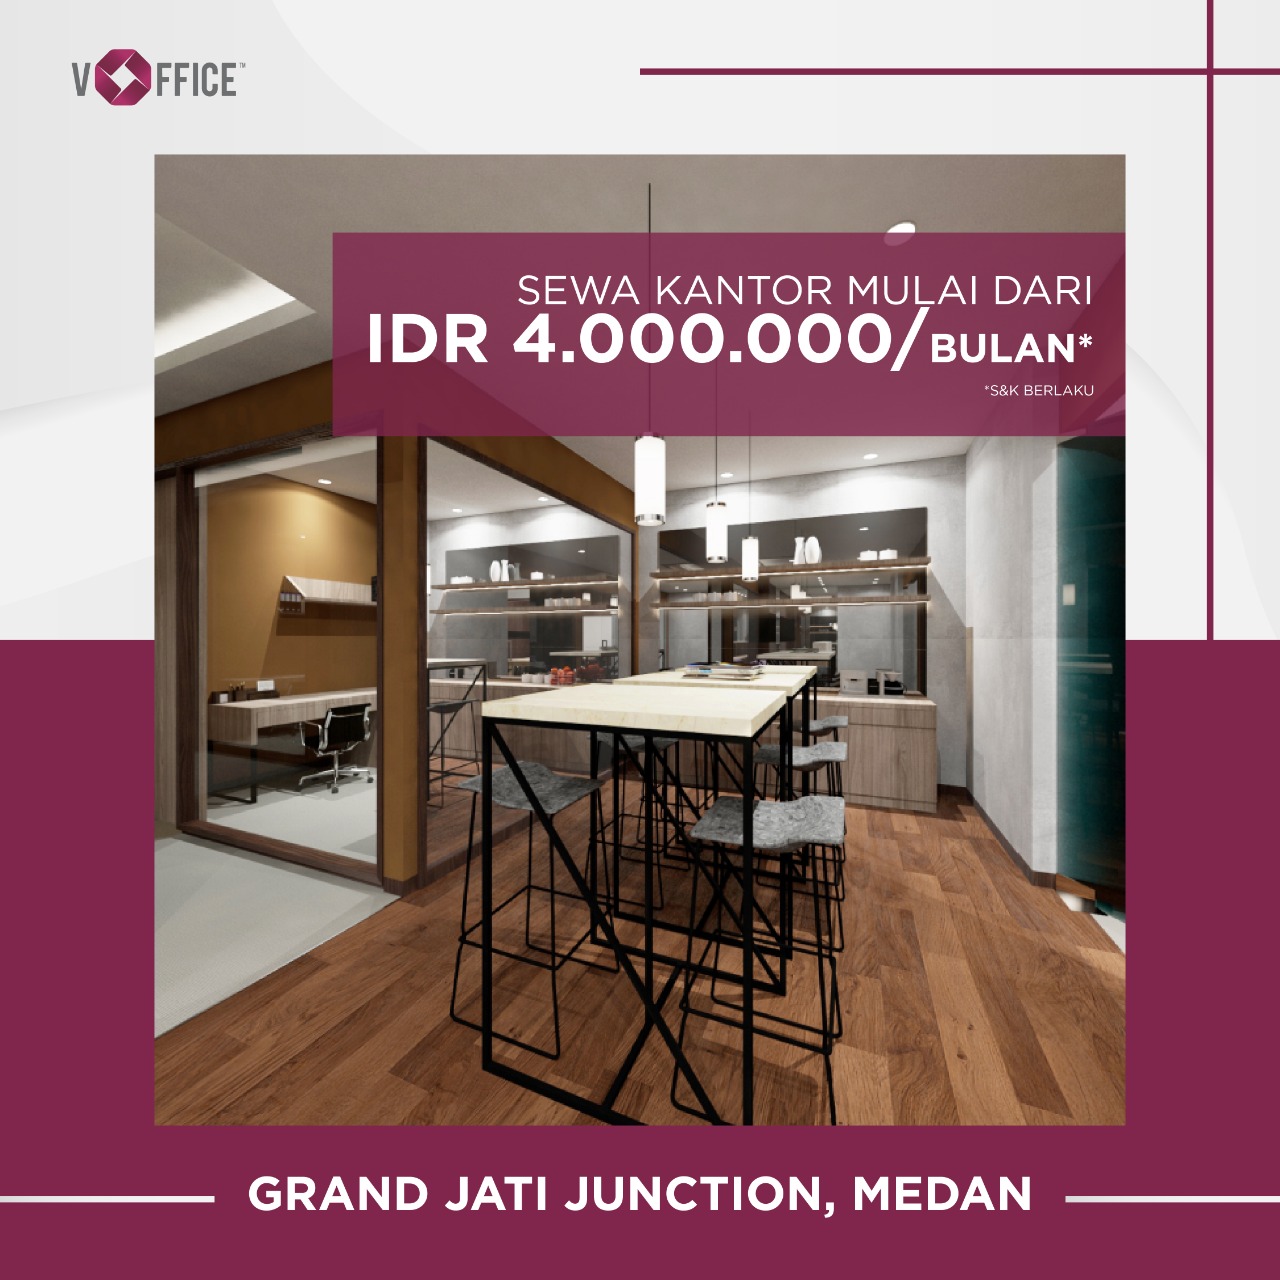 VOFFICE™
SEWA KANTOR MULAI DARI
IDR 4.000.000/BULAN*
*S&K BERLAKU
GRAND JATI JUNCTION, MEDAN